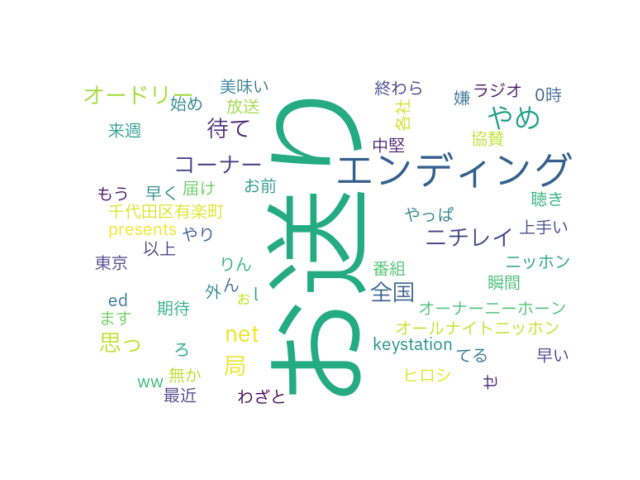 美味い
終わら
ラジオ
0時
オードリー
始め
放送
各社
嫌
やめ
来週
待て
協賛
中堅
コーナー
エンディング
もう
早く
届け
お前
聴き
千代田区有楽町
やっぱ
presents
やり
ニチレイ
上手い
以上
東京
りん
番組
ニッホン
お送り
外
ん
ぉ
l
全国
瞬間
ed
期待
オーナーニーホーン
ます
オールナイトニッホン
思っ
net
ろ
keystation
てる
早い
局
ww
無か
ヒロシ
最近
わざと